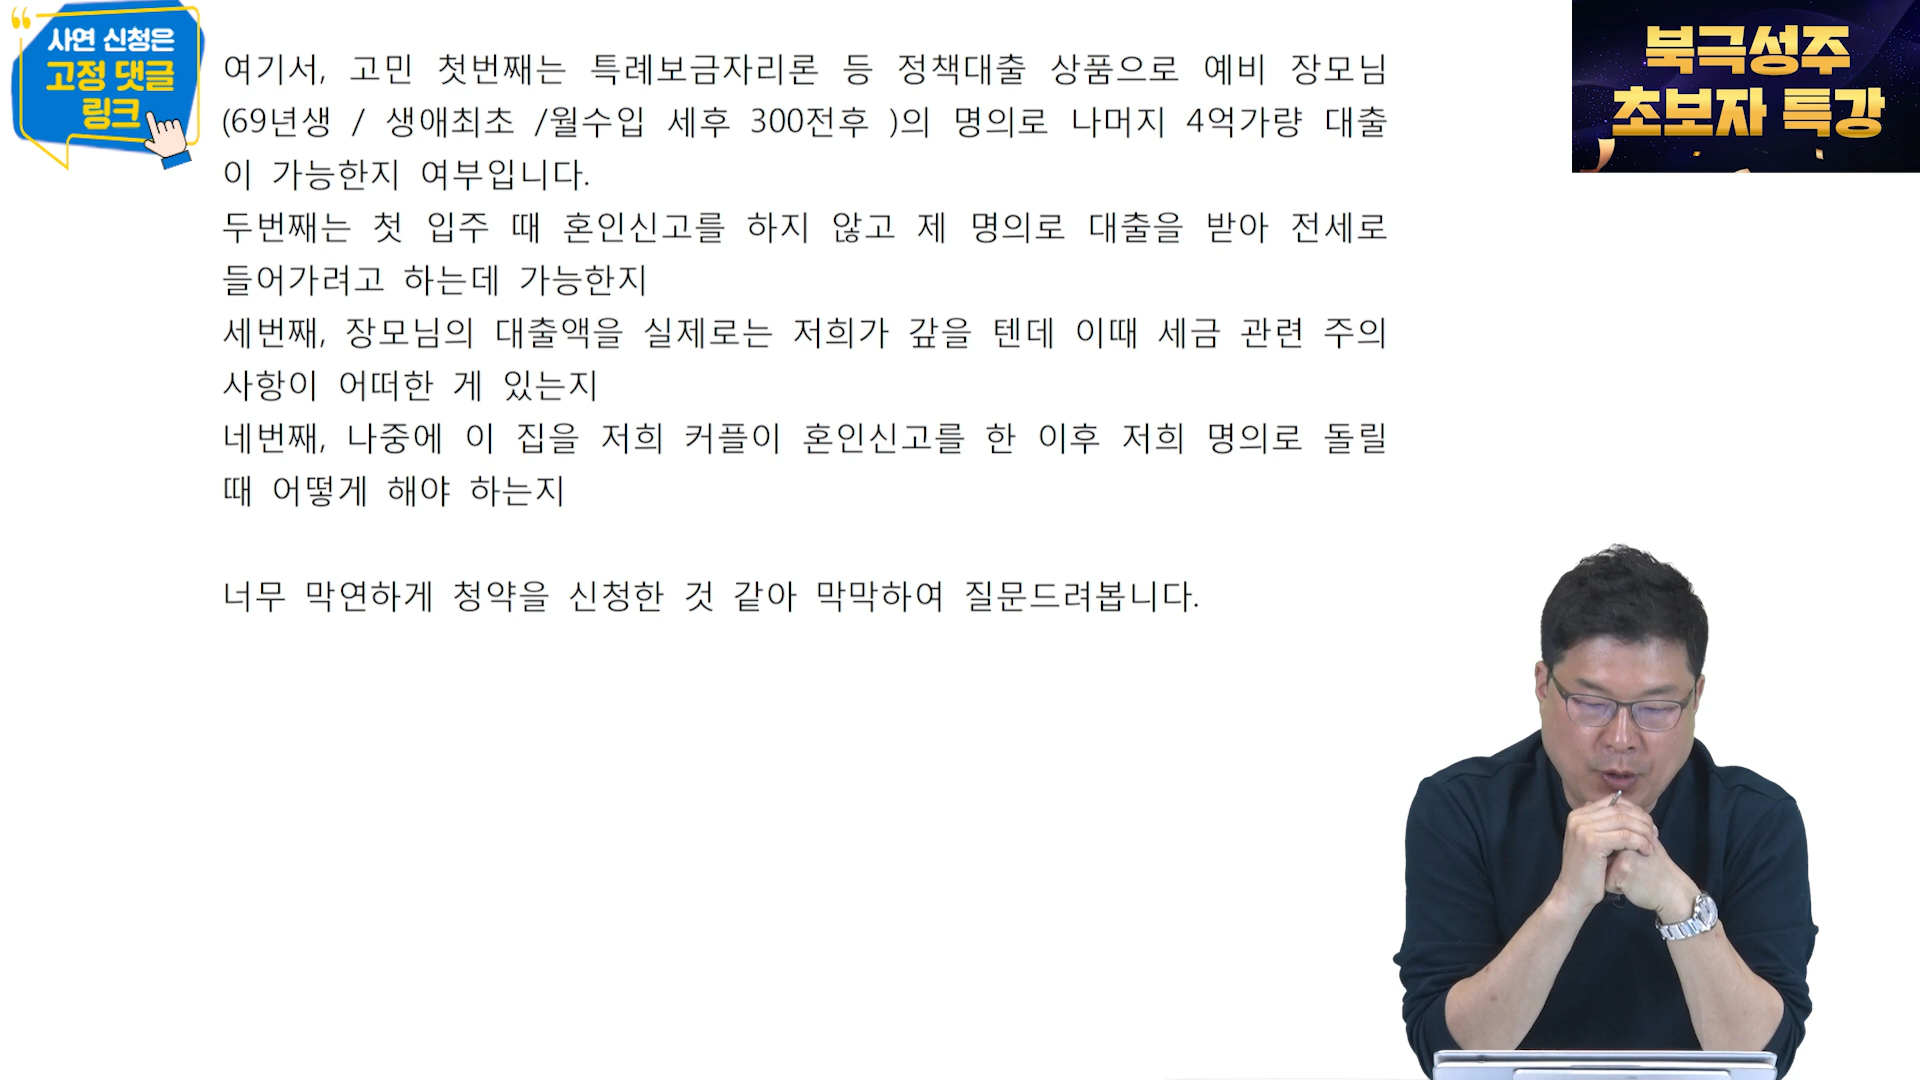 사연 신청은
고정 댓글
링크
북극성주
초보자 특강
여기서, 고민 첫번째는 특례보금자리론 등 정책대출 상품으로 예비 장모님
(69년생 / 생애최초 /월수입 세후 300전후 )의 명의로 나머지 4억가량 대출
이 가능한지 여부입니다.
두번째는 첫 입주 때 혼인신고를 하지 않고 제 명의로 대출을 받아 전세로
들어가려고 하는데 가능한지
세번째, 장모님의 대출액을 실제로는 저희가 갚을 텐데 이때 세금 관련 주의
사항이 어떠한 게 있는지
네번째, 나중에 이 집을 저희 커플이 혼인신고를 한 이후 저희 명의로 돌릴
때 어떻게 해야 하는지
너무 막연하게 청약을 신청한 것 같아 막막하여 질문드려봅니다.